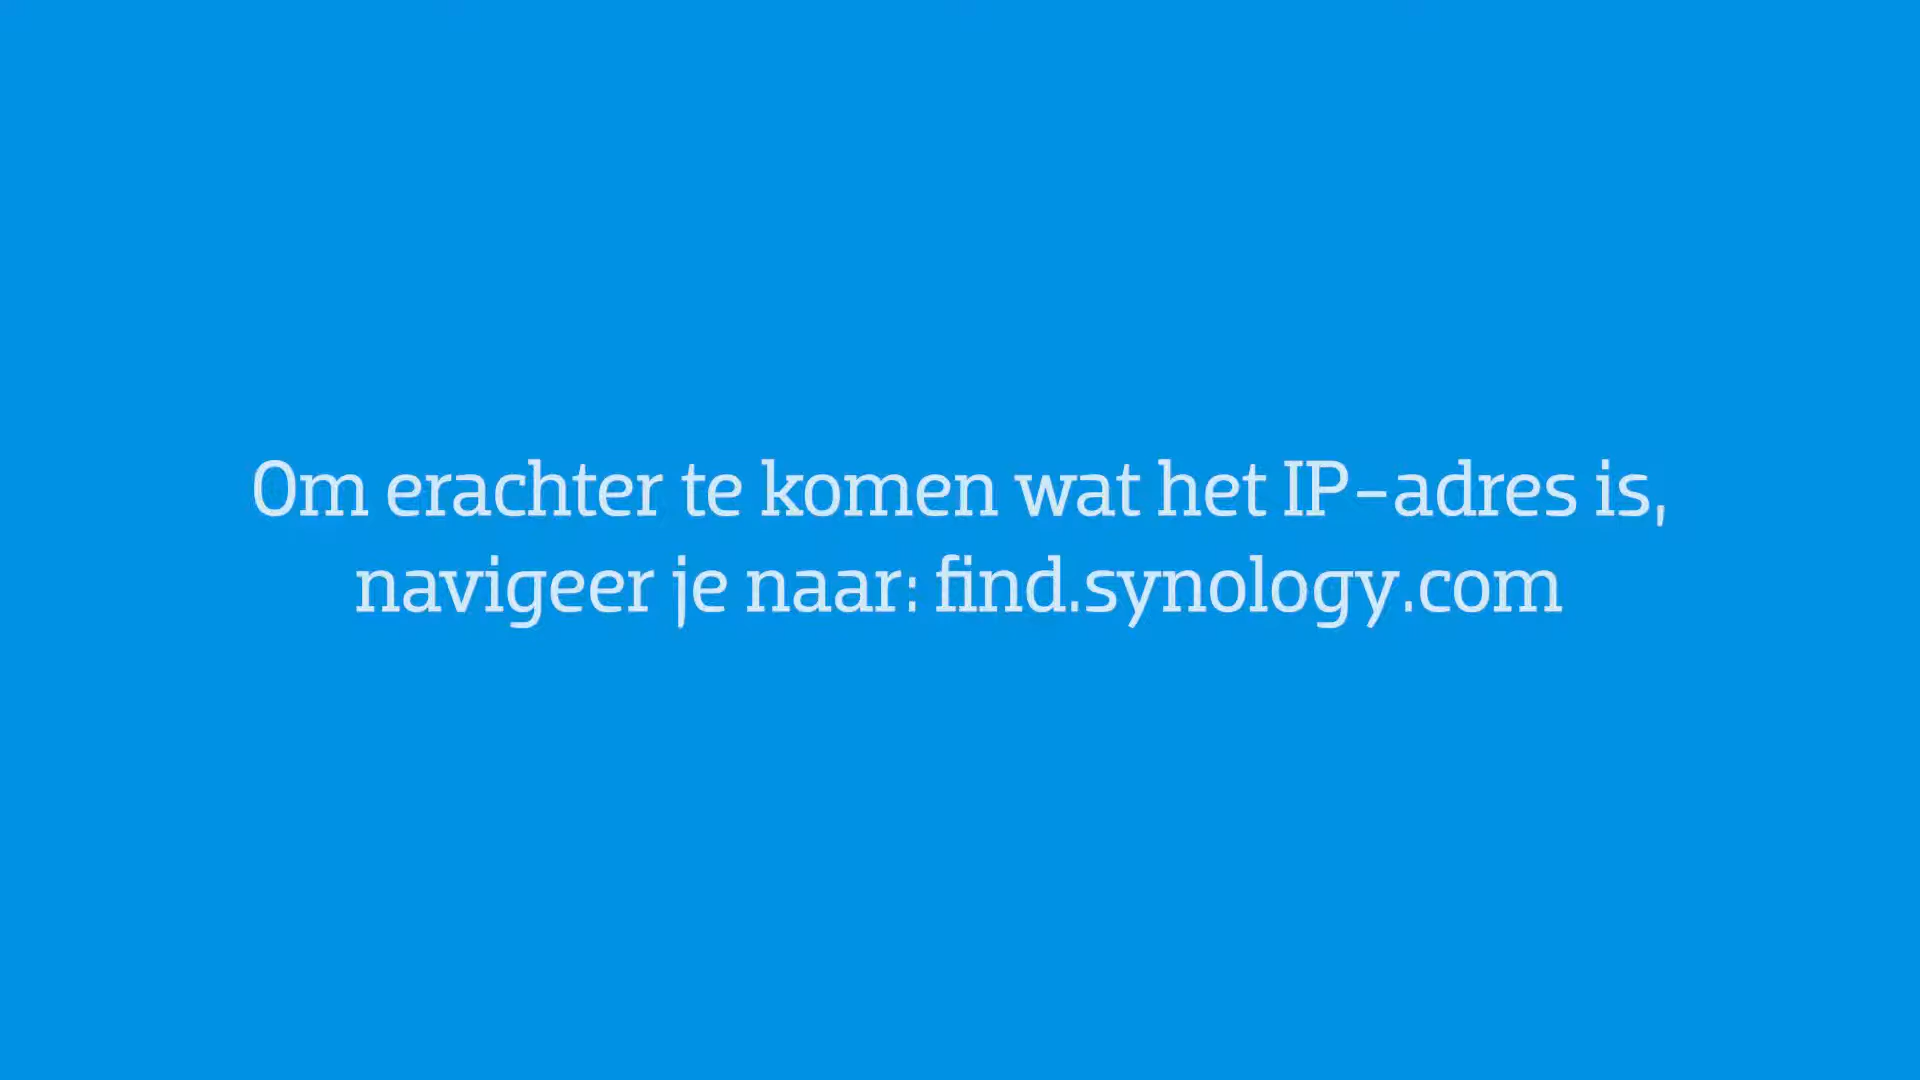 Om erachter te komen wat het IP-adres is,
navigeer je naar: find.synology.com